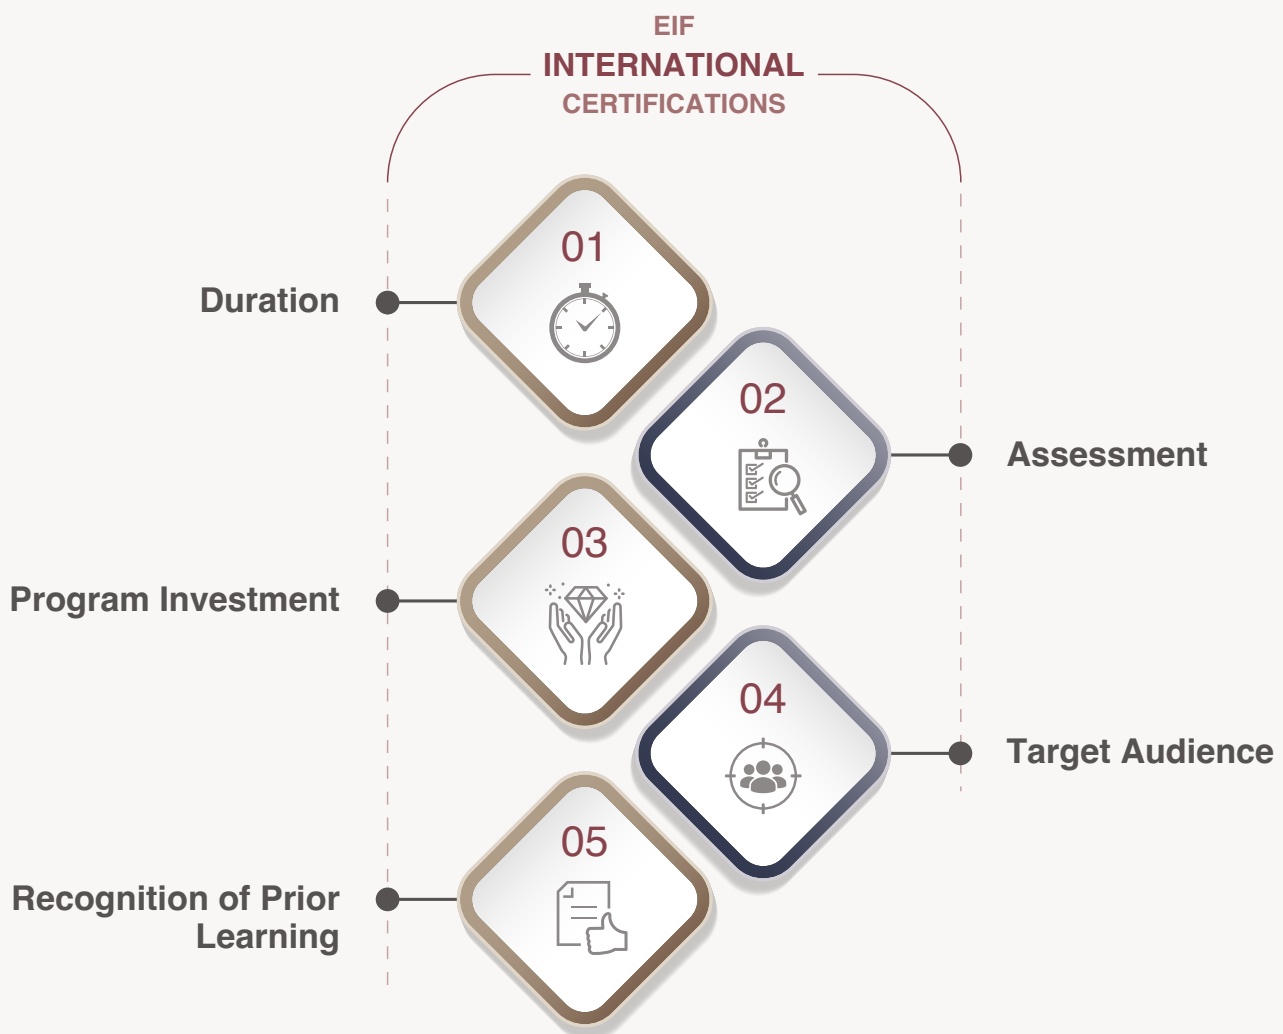 EIF
INTERNATIONAL
CERTIFICATIONS
01
Duration
02
Assessment
03
Program Investment
04
Target Audience
05
Recognition of Prior
Learning